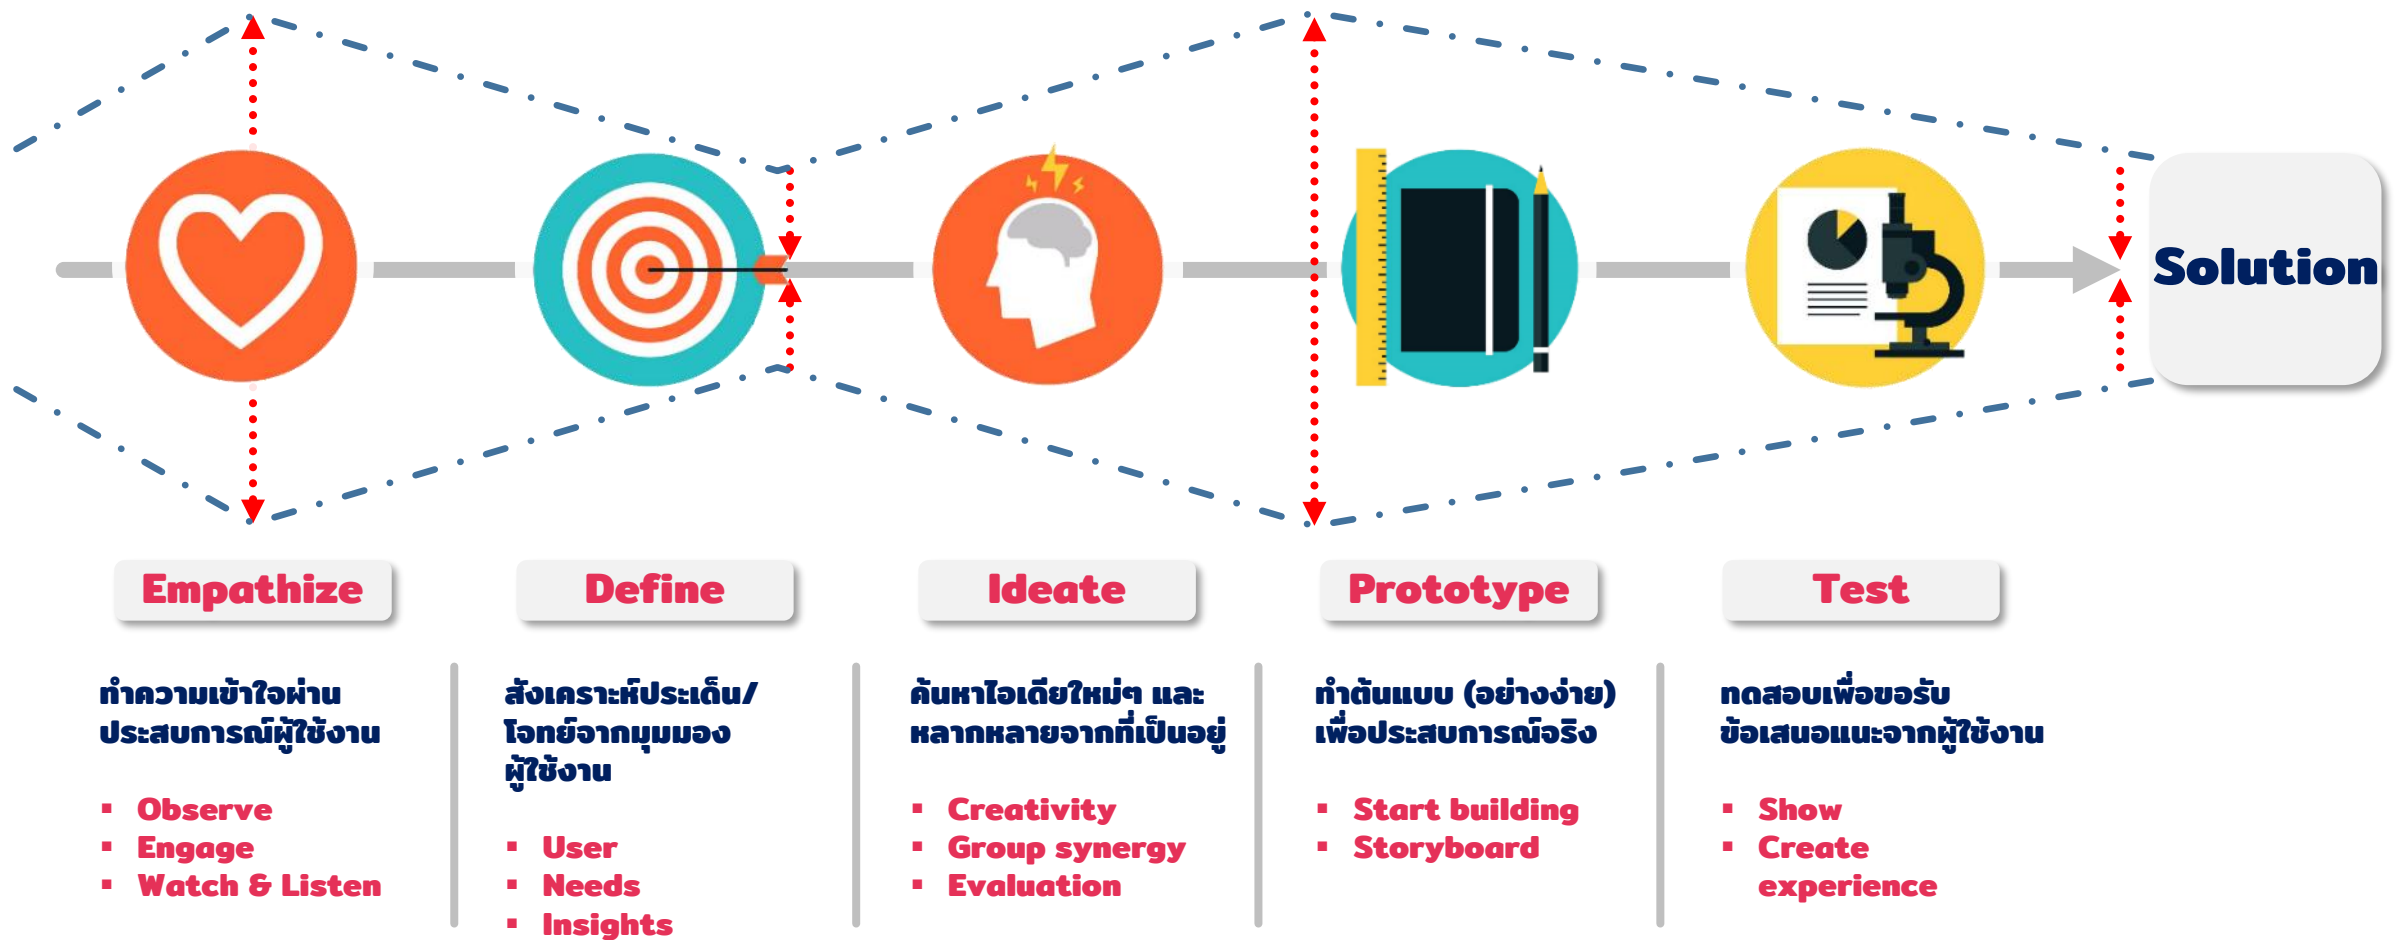 Solution
Empathize
ทำความเข้าใจผ่าน
ประสบการณ์ผู้ใช้งาน
▪ Observe
▪ Engage
▪ Watch & Listen
Define
สังเคราะห์ประเด็น/
โจทย์จากมุมมอง
ผู้ใช้งาน
▪ User
▪ Needs
▪ Insights
Ideate
ค้นหาไอเดียใหม่ๆ และ
หลากหลายจากที่เป็นอยู่
▪ Creativity
▪ Group synergy
▪ Evaluation
Prototype
ทำต้นแบบ (อย่างง่าย)
เพื่อประสบการณ์จริง
▪ Start building
▪ Storyboard
Test
ทดสอบเพื่อขอรับ
ข้อเสนอแนะจากผู้ใช้งาน
▪ Show
▪ Create
experience